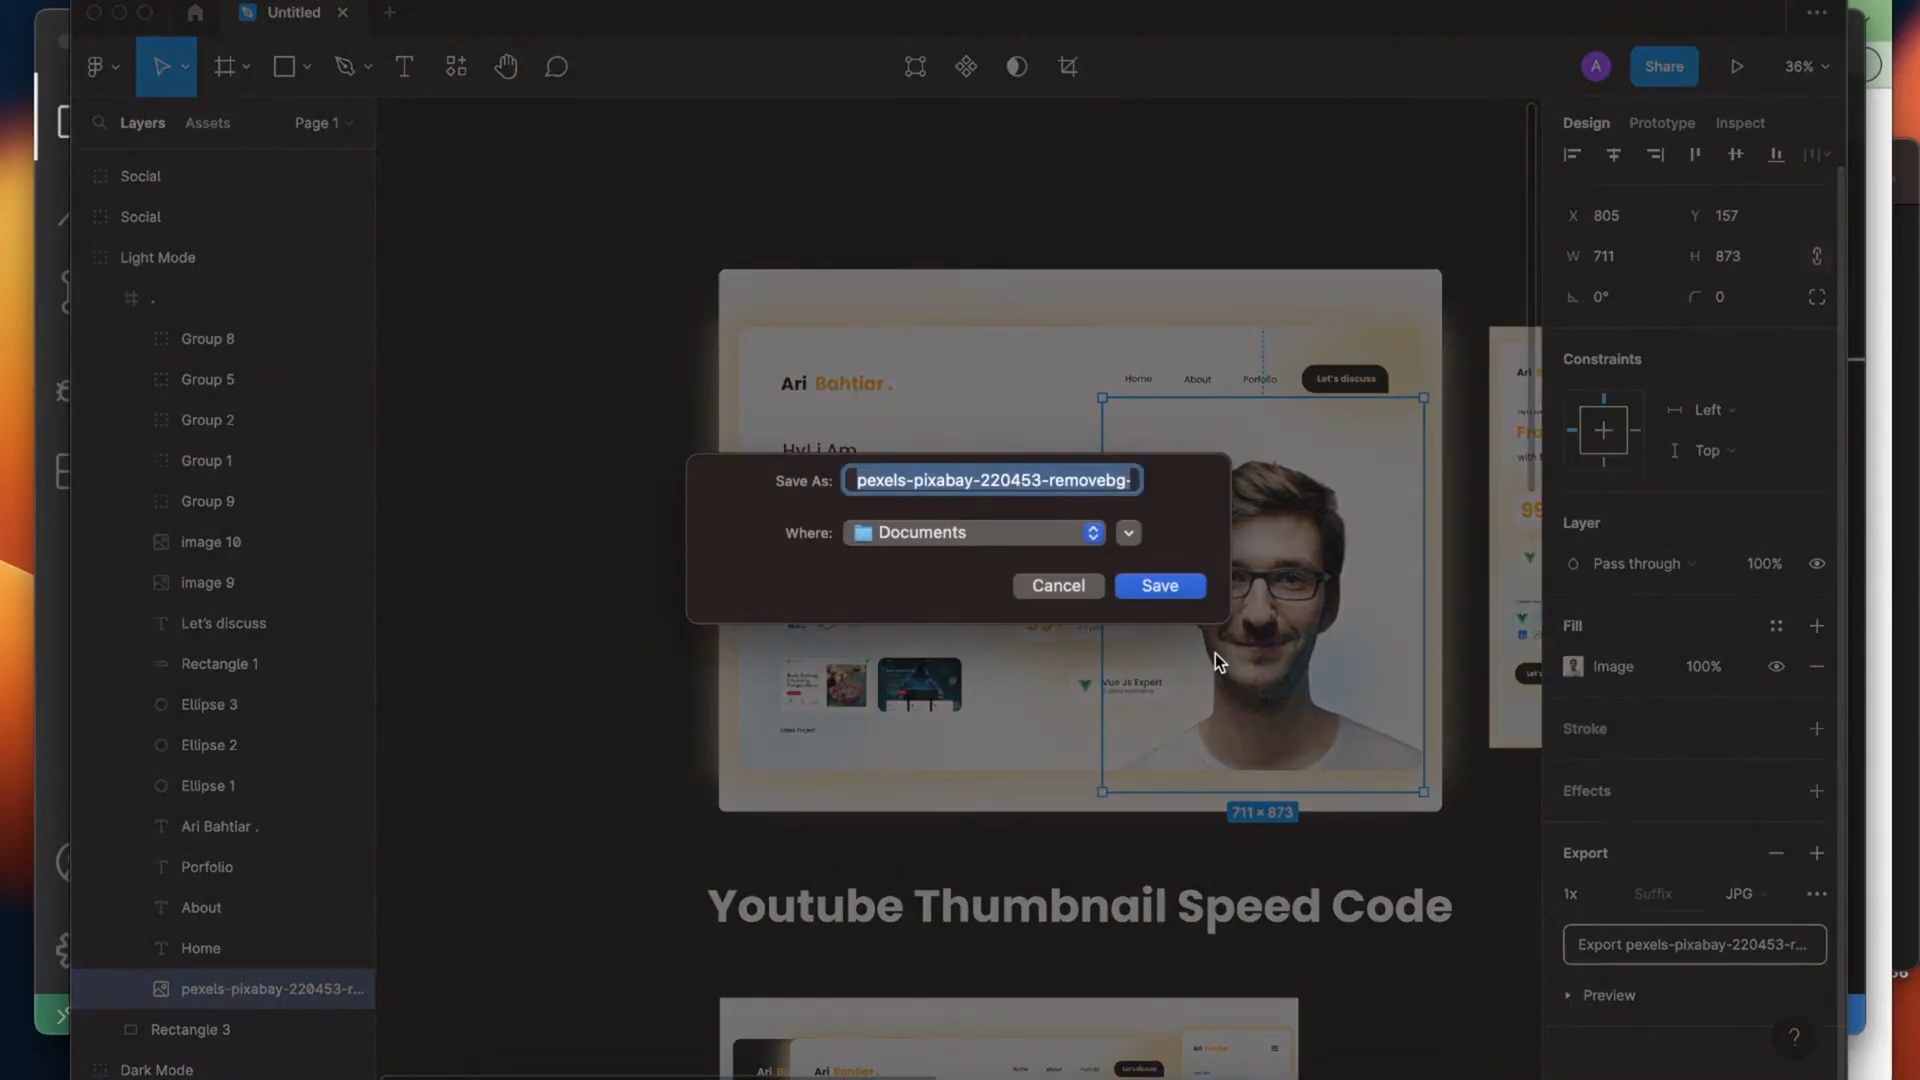 Untitled
Share
36%
A
Layers
Assets
Page 1
Social
Social
Light Mode
.
Group 8
Group 5
Group 2
Group 1
Group 9
image 10
image 9
Let's discuss
Rectangle 1
Ellipse 3
Ellipse 2
Ellipse 1
Ari Bahtiar .
Porfolio
About
Home
pexels-pixabay-220453-r...
Rectangle 3
Dark Mode
Ari Bahtiar .
Home
About
Porfolio
Let's discuss
Hy! i Am
Save As:
pexels-pixabay-220453-removebg-
Where:
Documents
Cancel
Save
Vue Js Expert
711 × 873
Youtube Thumbnail Speed Code
Ari Bahtiar .
Design
Prototype
Inspect
X 805
Y 157
W 711
H 873
0°
0
Constraints
Left
Top
Layer
Pass through
100%
Fill
Image
100%
Stroke
Effects
Export
1x
Suffix
JPG
Export pexels-pixabay-220453-r...
Preview
?